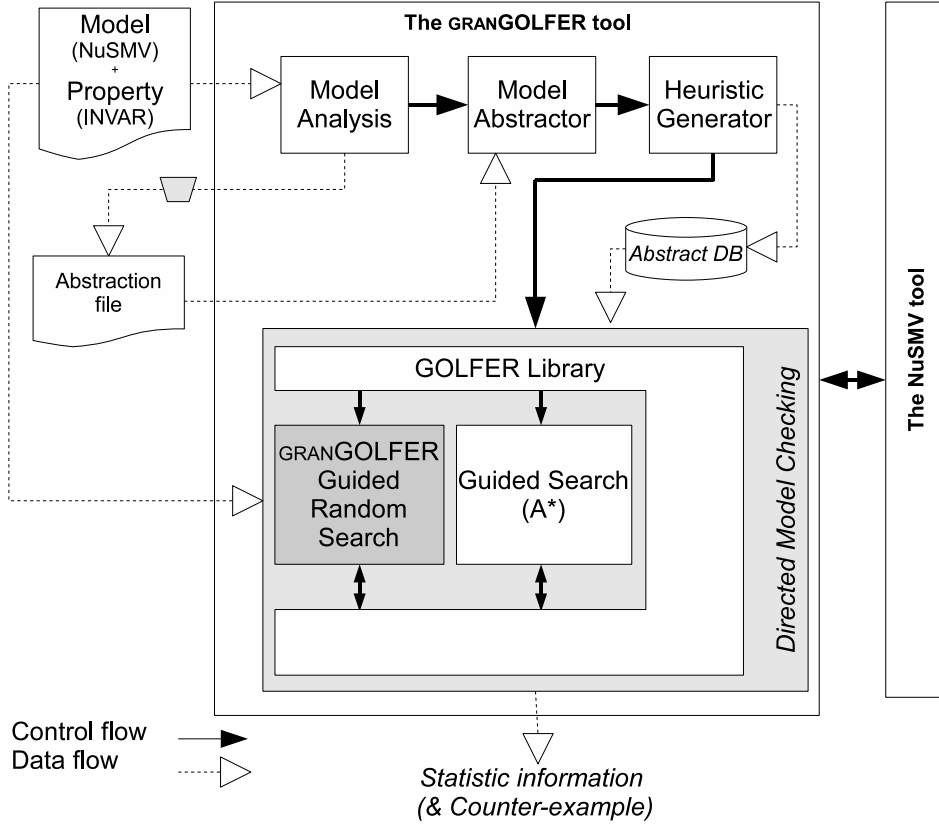 The GRANGOLFER tool
Model
(NuSMV)
+
Property
(INVAR)
Model
Analysis
Model
Abstractor
Heuristic
Generator
Abstract DB
Abstraction
file
GOLFER Library
GRANGOLFER
Guided
Random
Search
Guided Search
(A*)
Directed Model Checking
The NuSMV tool
Control flow
Data flow
Statistic information
(& Counter-example)